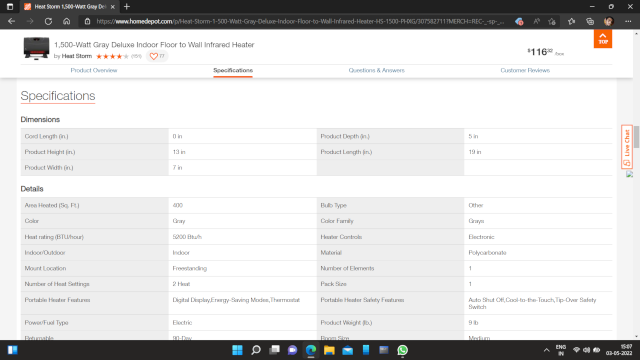 Heat Storm 1,500-Watt Gray Del
https://www.homedepot.com/p/Heat-Storm-1-500-Watt-Gray-Deluxe-Indoor-Floor-to-Wall-Infrared-Heater-HS-1500-PHX/307582711?MERCH=REC-_-sp-_-...
1,500-Watt Gray Deluxe Indoor Floor to Wall Infrared Heater
by Heat Storm
77
$116 32 /box
TOP
Product Overview Specifications Questions & Answers Customer Reviews
Specifications
Dimensions
Cord Length (in.) 0 in Product Depth (in.) 5 in
Product Height (in.) 13 in Product Length (in.) 19 in
Product Width (in.) 7 in
Live Chat
Details
Area Heated (Sq. Ft.) 400 Bulb Type Other
Color Gray Color Family Grays
Heat rating (BTU/hour) 5200 Btu/h Heater Controls Electronic
Indoor/Outdoor Indoor Material Polycarbonate
Mount Location Freestanding Number of Elements 1
Number of Heat Settings 2 Heat Pack Size 1
Portable Heater Features Digital Display,Energy-Saving Modes,Thermostat Portable Heater Safety Features Auto Shut Off,Cool-to-the-Touch,Tip-Over Safety
Switch
Power/Fuel Type Electric Product Weight (lb.) 9 lb
Returnable 90-Day Room Size Medium
ENG
IN
15:07
03-05-2022